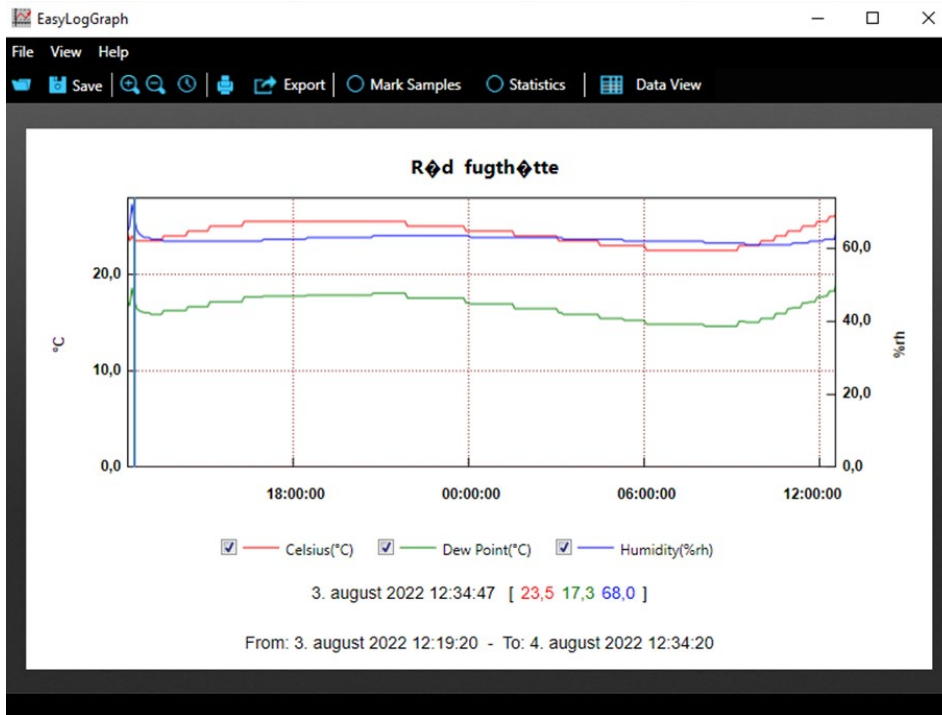 EasyLogGraph
File View Help
Save Export Mark Samples Statistics Data View
R�d fugth�tte
20,0
10,0
0,0
°C
60,0
40,0
20,0
0,0
%rh
18:00:00 00:00:00 06:00:00 12:00:00
Celsius(°C) Dew Point(°C) Humidity(%rh)
3. august 2022 12:34:47 [ 23,5 17,3 68,0 ]
From: 3. august 2022 12:19:20 - To: 4. august 2022 12:34:20